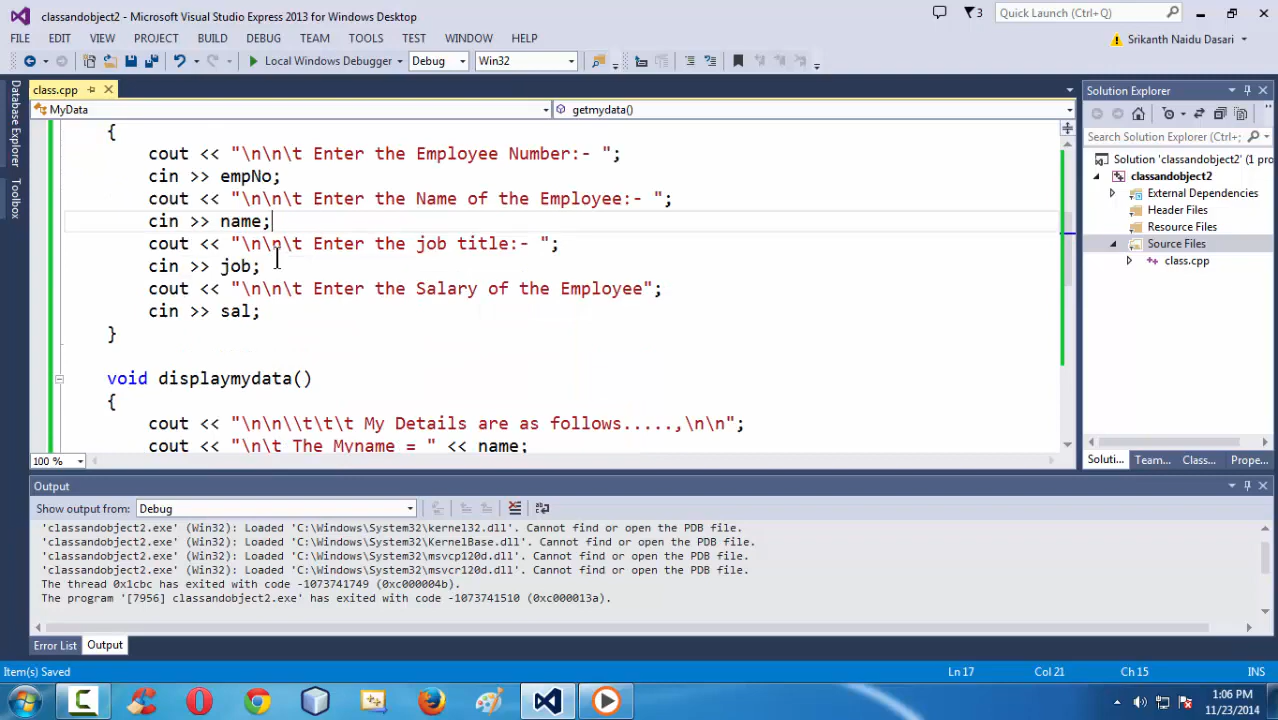 classandobject2 - Microsoft Visual Studio Express 2013 for Windows Desktop
3
Quick Launch (Ctrl+Q)
FILE EDIT VIEW PROJECT BUILD DEBUG TEAM TOOLS TEST WINDOW HELP
Srikanth Naidu Dasari
Local Windows Debugger Debug Win32
Database Explorer
Toolbox
class.cpp
MyData
getmydata()
{
cout << "\n\n\t Enter the Employee Number:- ";
cin >> empNo;
cout << "\n\n\t Enter the Name of the Employee:- ";
cin >> name;
cout << "\n\n\t Enter the job title:- ";
cin >> job;
cout << "\n\n\t Enter the Salary of the Employee";
cin >> sal;
}
void displaymydata()
{
cout << "\n\n\\t\t\t My Details are as follows.....,\n\n";
cout << "\n\t The Myname = " << name;
100 %
Solution Explorer
Search Solution Explorer (Ctrl+;
Solution 'classandobject2' (1 pro
classandobject2
External Dependencies
Header Files
Resource Files
Source Files
class.cpp
Soluti... Team... Class... Prope...
Output
Show output from: Debug
'classandobject2.exe' (Win32): Loaded 'C:\Windows\System32\kernel32.dll'. Cannot find or open the PDB file.
'classandobject2.exe' (Win32): Loaded 'C:\Windows\System32\KernelBase.dll'. Cannot find or open the PDB file.
'classandobject2.exe' (Win32): Loaded 'C:\Windows\System32\msvcp120d.dll'. Cannot find or open the PDB file.
'classandobject2.exe' (Win32): Loaded 'C:\Windows\System32\msvcr120d.dll'. Cannot find or open the PDB file.
The thread 0x1cbc has exited with code -1073741749 (0xc000004b).
The program '[7956] classandobject2.exe' has exited with code -1073741510 (0xc000013a).
Error List Output
Item(s) Saved Ln 17 Col 21 Ch 15 INS
1:06 PM
11/23/2014